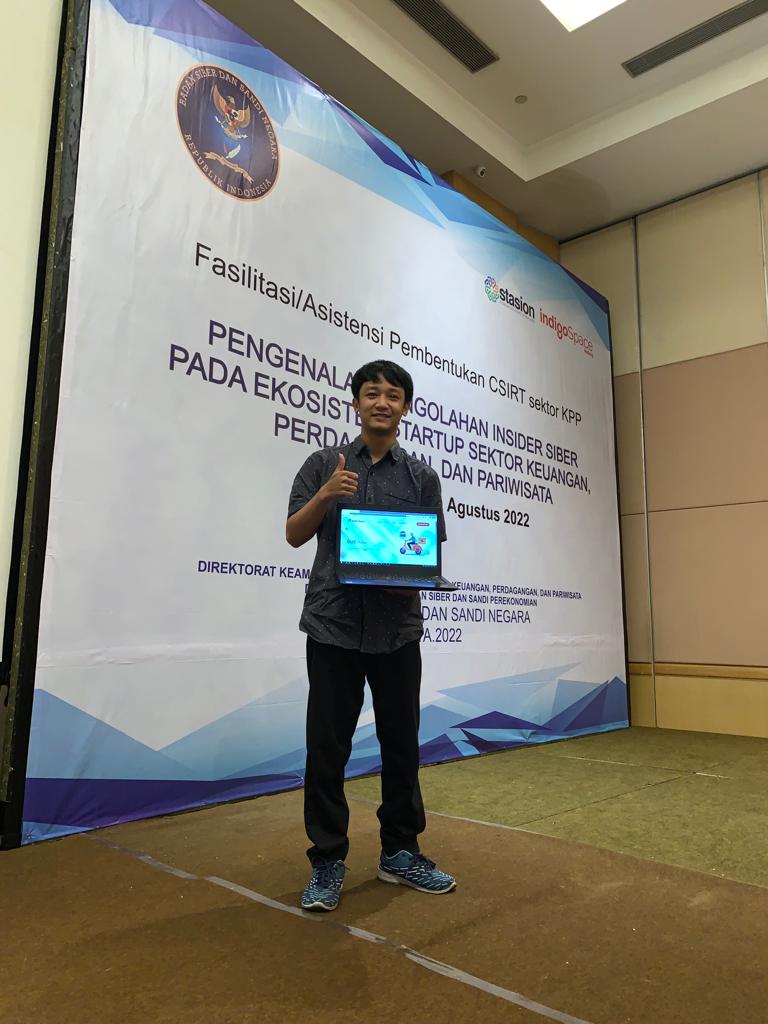 BADAN SIBER DAN SANDI NEGARA
REPUBLIK INDONESIA
stasion indigoSpace
Fasilitasi/Asistensi Pembentukan CSIRT sektor KPP
PENGENALA GOLAHAN INSIDER SIBER
PADA EKOSISTE STARTUP SEKTOR KEUANGAN,
PERDA AN, DAN PARIWISATA
Agustus 2022
DIREKTORAT KEAM KEUANGAN, PERDAGANGAN, DAN PARIWISATA
D AN SIBER DAN SANDI PEREKONOMIAN
DAN SANDI NEGARA
A.2022